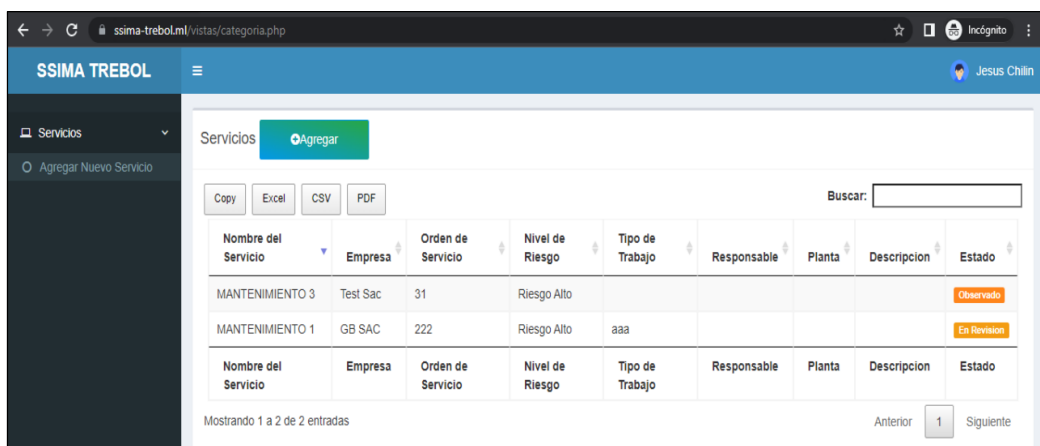 ssima-trebol.ml/vistas/categoria.php Incógnito
SSIMA TREBOL Jesus Chilin
Servicios
Agregar Nuevo Servicio
Servicios Agregar
Copy Excel CSV PDF Buscar:
Nombre del Servicio Empresa Orden de Servicio Nivel de Riesgo Tipo de Trabajo Responsable Planta Descripcion Estado
MANTENIMIENTO 3 Test Sac 31 Riesgo Alto Observado
MANTENIMIENTO 1 GB SAC 222 Riesgo Alto aaa En Revision
Nombre del Servicio Empresa Orden de Servicio Nivel de Riesgo Tipo de Trabajo Responsable Planta Descripcion Estado
Mostrando 1 a 2 de 2 entradas Anterior 1 Siguiente